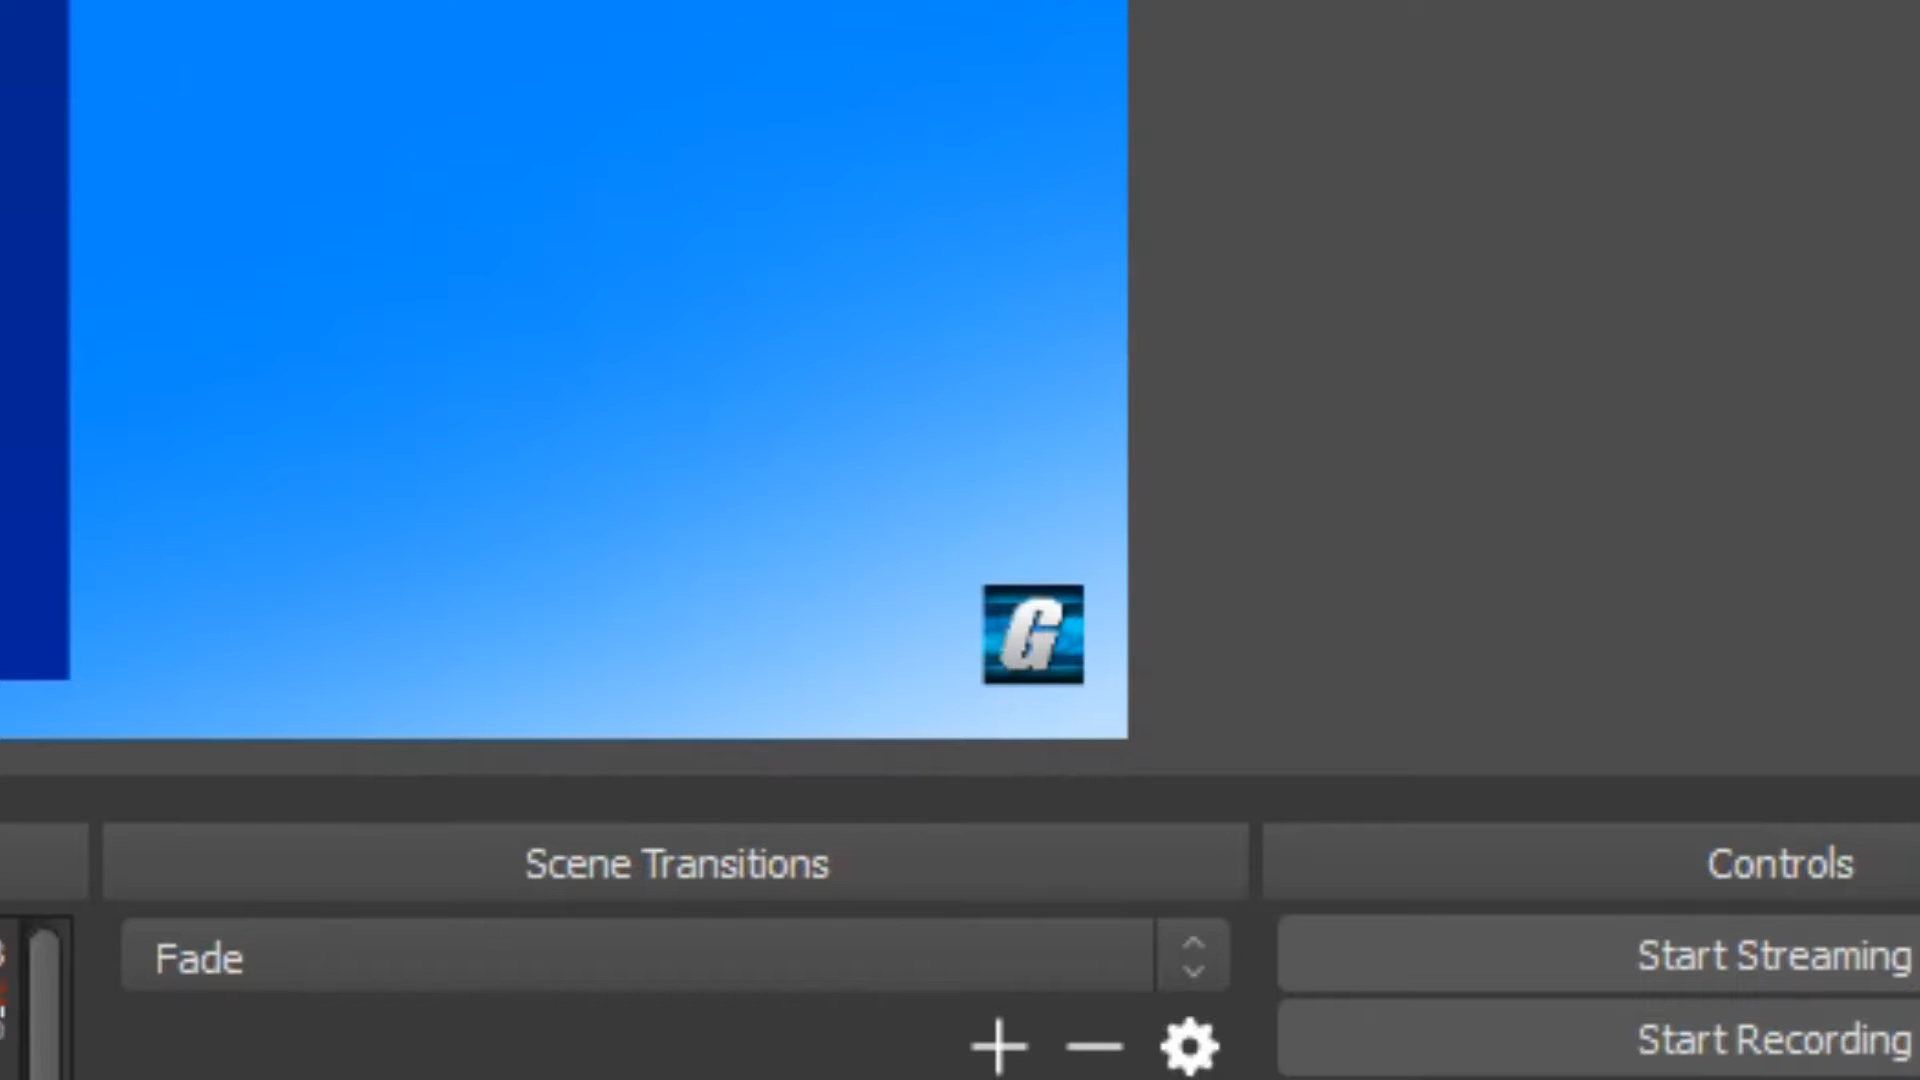 G
Scene Transitions
Controls
Fade
Start Streaming
Start Recording